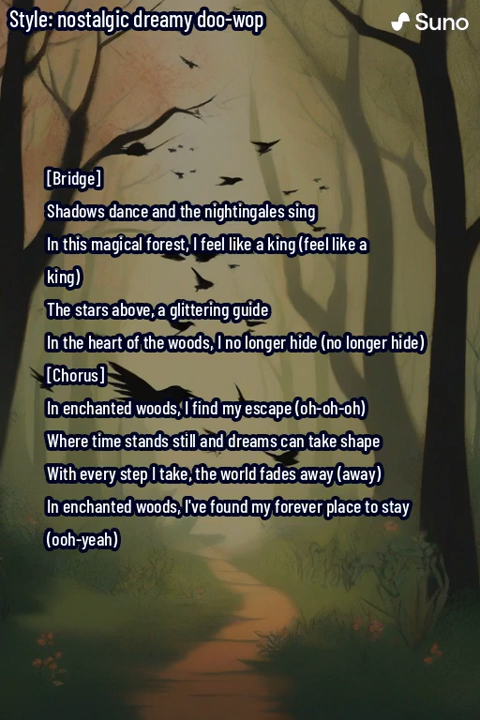 Style: nostalgic dreamy doo-wop
Suno
[Bridge]
Shadows dance and the nightingales sing
In this magical forest, I feel like a king (feel like a
king)
The stars above, a glittering guide
In the heart of the woods, I no longer hide (no longer hide)
[Chorus]
In enchanted woods, I find my escape (oh-oh-oh)
Where time stands still and dreams can take shape
With every step I take, the world fades away (away)
In enchanted woods, I've found my forever place to stay
(ooh-yeah)